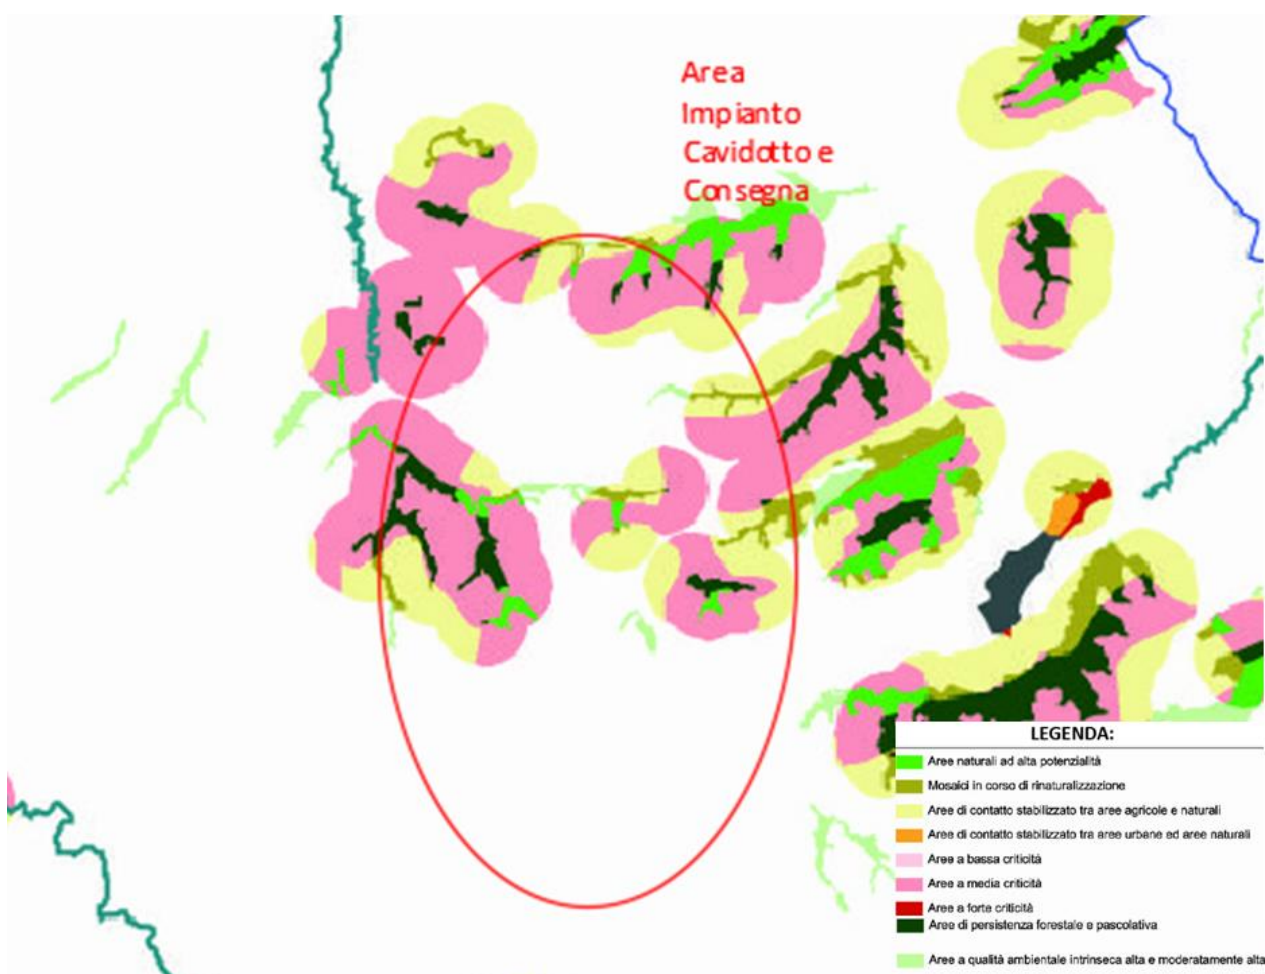 Area
Impianto
Cavidotto e
Consegna
LEGENDA:
Aree naturali ad alta potenzialità
Mosaici in corso di rinaturalizzazione
Aree di contatto stabilizzato tra aree agricole e naturali
Aree di contatto stabilizzato tra aree urbane ed aree naturali
Aree a bassa criticità
Aree a media criticità
Aree a forte criticità
Aree di persistenza forestale e pascolativa
Aree a qualità ambientale intrinseca alta e moderatamente alta